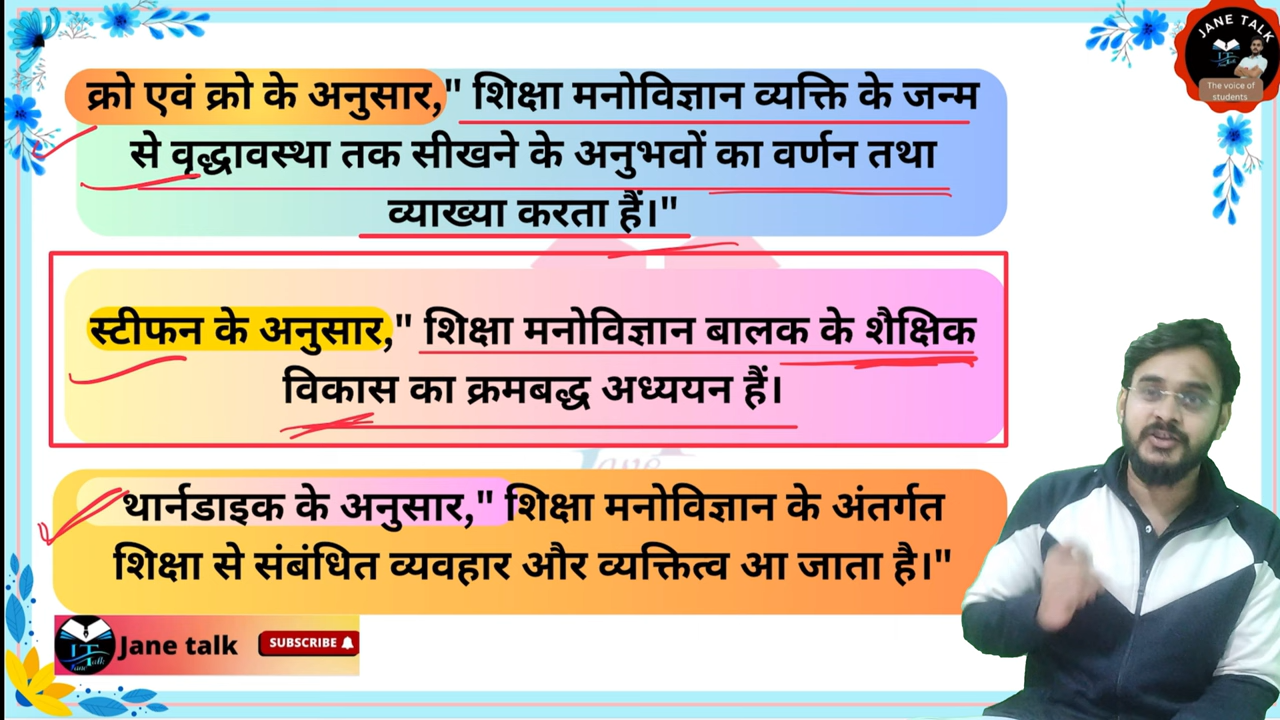 JANE TALK
The voice of
students
क्रो एवं क्रो के अनुसार," शिक्षा मनोविज्ञान व्यक्ति के जन्म
से वृद्धावस्था तक सीखने के अनुभवों का वर्णन तथा
व्याख्या करता हैं।"
स्टीफन के अनुसार," शिक्षा मनोविज्ञान बालक के शैक्षिक
विकास का क्रमबद्ध अध्ययन हैं।
थार्नडाइक के अनुसार," शिक्षा मनोविज्ञान के अंतर्गत
शिक्षा से संबंधित व्यवहार और व्यक्तित्व आ जाता है।"
Jane talk
SUBSCRIBE